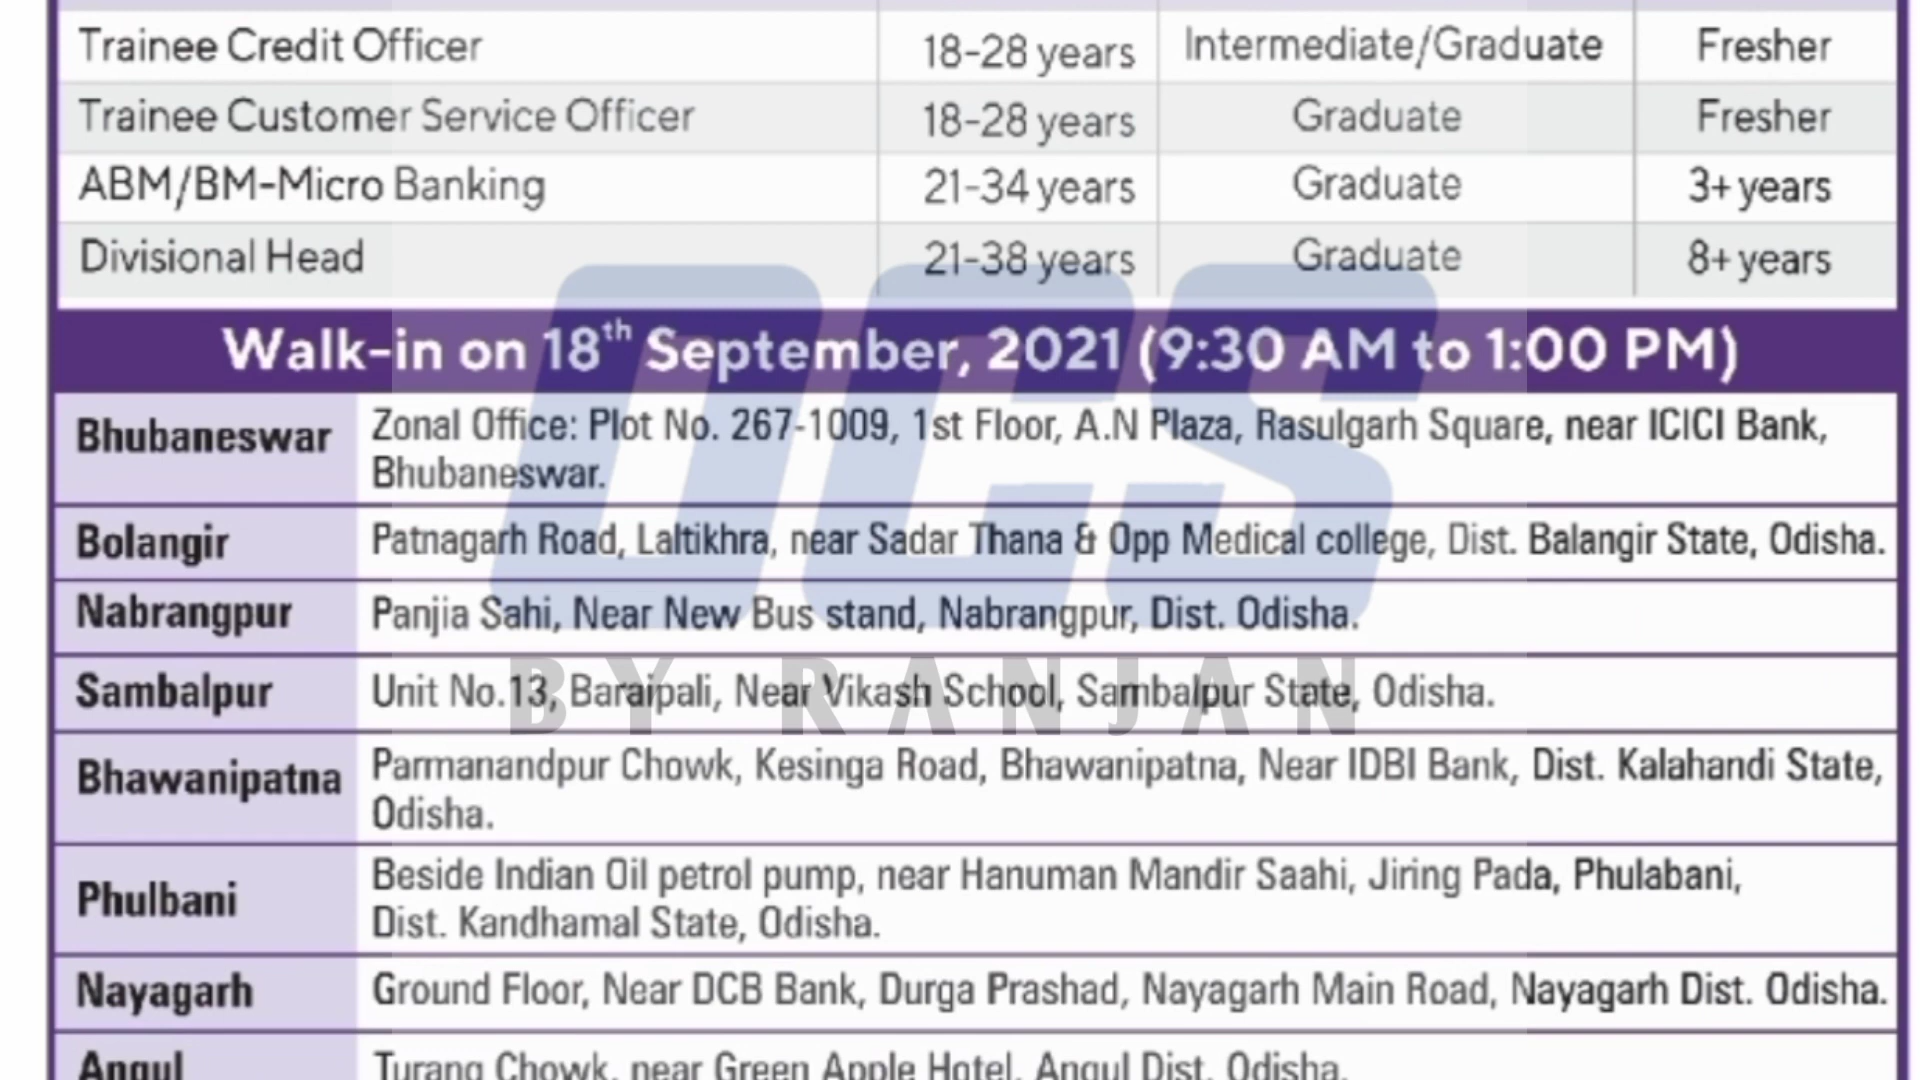 Trainee Credit Officer 18-28 years Intermediate/Graduate Fresher
Trainee Customer Service Officer 18-28 years Graduate Fresher
ABM/BM-Micro Banking 21-34 years Graduate 3+ years
Divisional Head 21-38 years Graduate 8+ years
Walk-in on 18th September, 2021 (9:30 AM to 1:00 PM)
Bhubaneswar Zonal Office: Plot No. 267-1009, 1st Floor, A.N Plaza, Rasulgarh Square, near ICICI Bank,
Bhubaneswar.
Bolangir Patnagarh Road, Laltikhra, near Sadar Thana & Opp Medical college, Dist. Balangir State, Odisha.
Nabrangpur Panjia Sahi, Near New Bus stand, Nabrangpur, Dist. Odisha.
Sambalpur Unit No.13, Baraipali, Near Vikash School, Sambalpur State, Odisha.
Bhawanipatna Parmanandpur Chowk, Kesinga Road, Bhawanipatna, Near IDBI Bank, Dist. Kalahandi State,
Odisha.
Phulbani Beside Indian Oil petrol pump, near Hanuman Mandir Saahi, Jiring Pada, Phulabani,
Dist. Kandhamal State, Odisha.
Nayagarh Ground Floor, Near DCB Bank, Durga Prashad, Nayagarh Main Road, Nayagarh Dist. Odisha.
Angul Turang Chowk, near Green Apple Hotel, Angul Dist. Odisha.
OCS
BY RANJAN